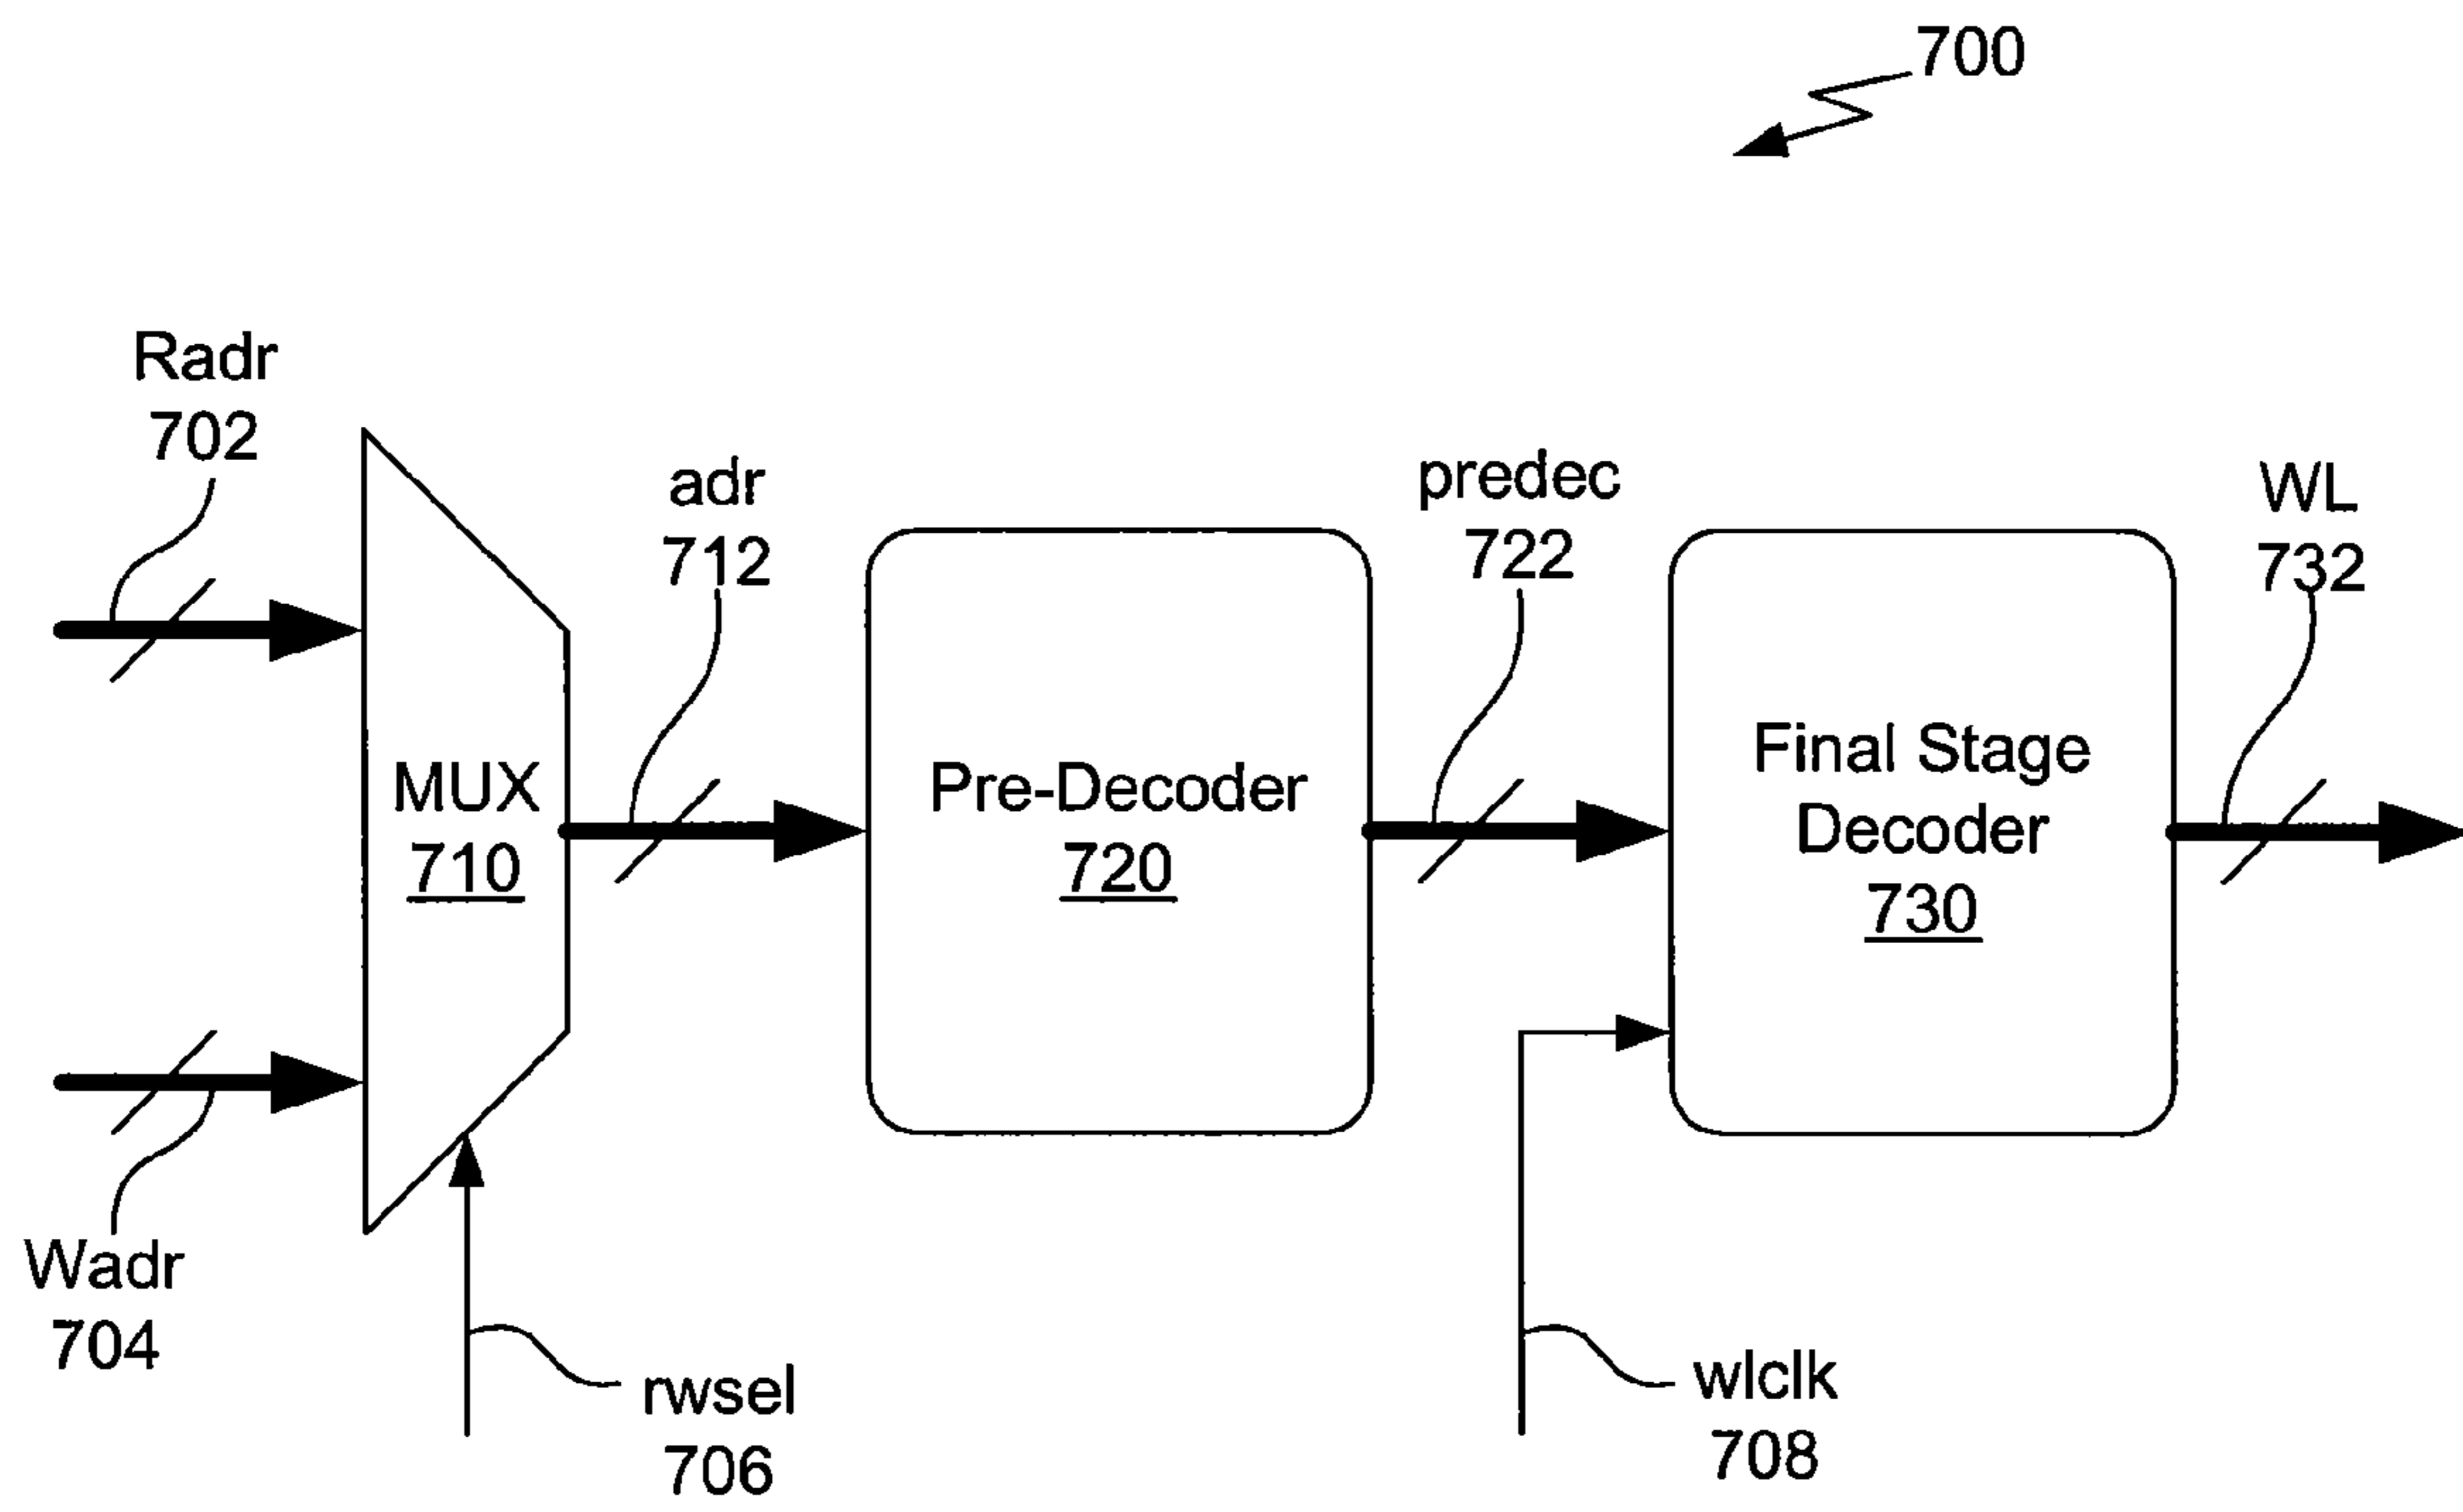 700
Radr
702
adr
712
predec
722
WL
732
MUX
710
Pre-Decoder
720
Final Stage
Decoder
730
Wadr
704
rwsel
706
wlclk
708